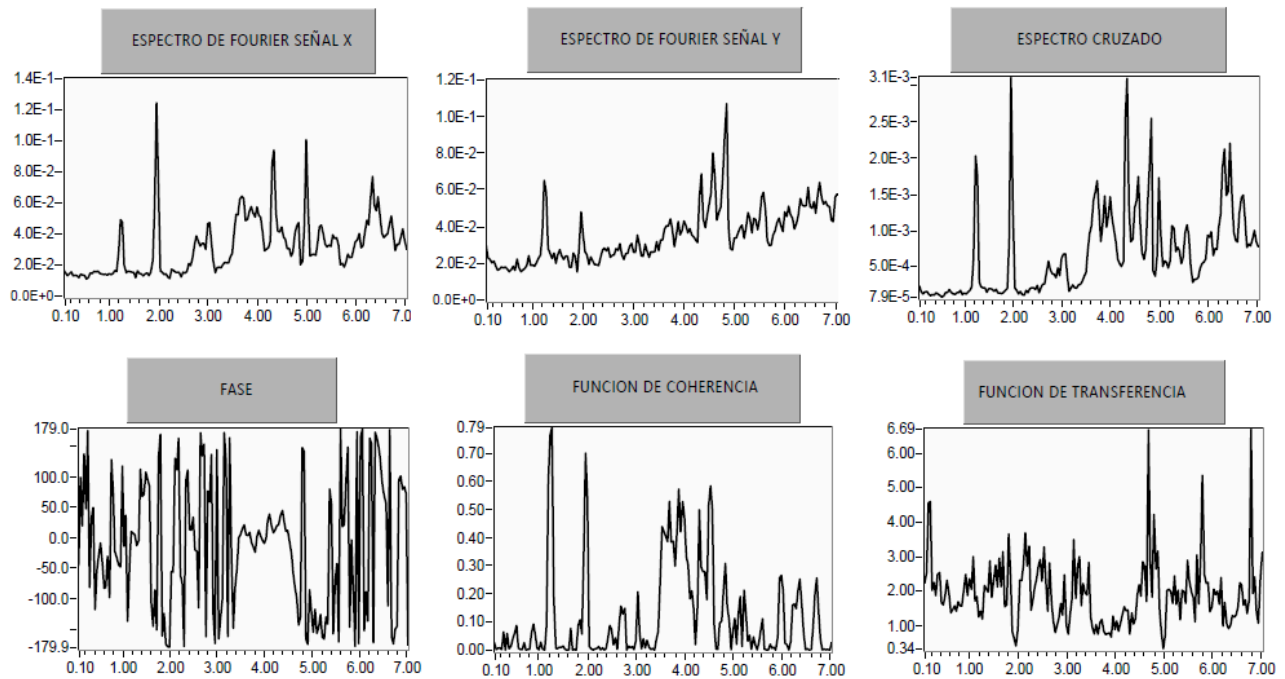 ESPECTRO DE FOURIER SEÑAL X
1.4E-1
1.2E-1
1.0E-1
8.0E-2
6.0E-2
4.0E-2
2.0E-2
0.0E+0
0.10 1.00 2.00 3.00 4.00 5.00 6.00 7.00
ESPECTRO DE FOURIER SEÑAL Y
1.2E-1
1.0E-1
8.0E-2
6.0E-2
4.0E-2
2.0E-2
0.0E+0
0.10 1.00 2.00 3.00 4.00 5.00 6.00 7.00
ESPECTRO CRUZADO
3.1E-3
2.5E-3
2.0E-3
1.5E-3
1.0E-3
5.0E-4
7.9E-5
0.10 1.00 2.00 3.00 4.00 5.00 6.00 7.00
FASE
179.0
100.0
50.0
0.0
-50.0
-100.0
-179.9
0.10 1.00 2.00 3.00 4.00 5.00 6.00 7.00
FUNCION DE COHERENCIA
0.79
0.70
0.60
0.50
0.40
0.30
0.20
0.10
0.00
0.10 1.00 2.00 3.00 4.00 5.00 6.00 7.00
FUNCION DE TRANSFERENCIA
6.69
6.00
5.00
4.00
3.00
2.00
1.00
0.34
0.10 1.00 2.00 3.00 4.00 5.00 6.00 7.00